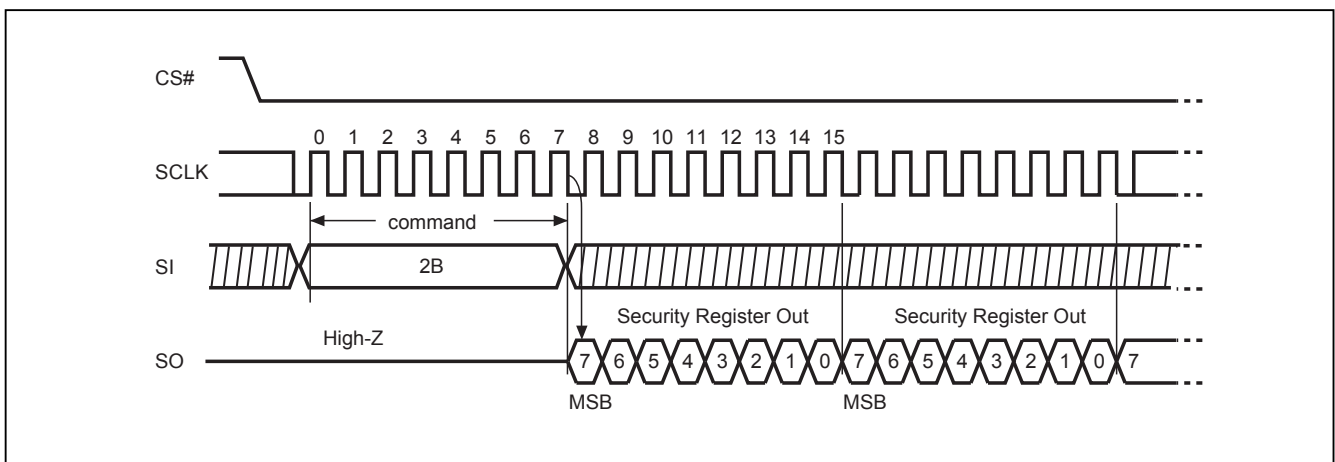 CS#
0 1 2 3 4 5 6 7 8 9 10 11 12 13 14 15
SCLK
command
SI
2B
Security Register Out Security Register Out
High-Z
SO
7 6 5 4 3 2 1 0 7 6 5 4 3 2 1 0 7
MSB MSB